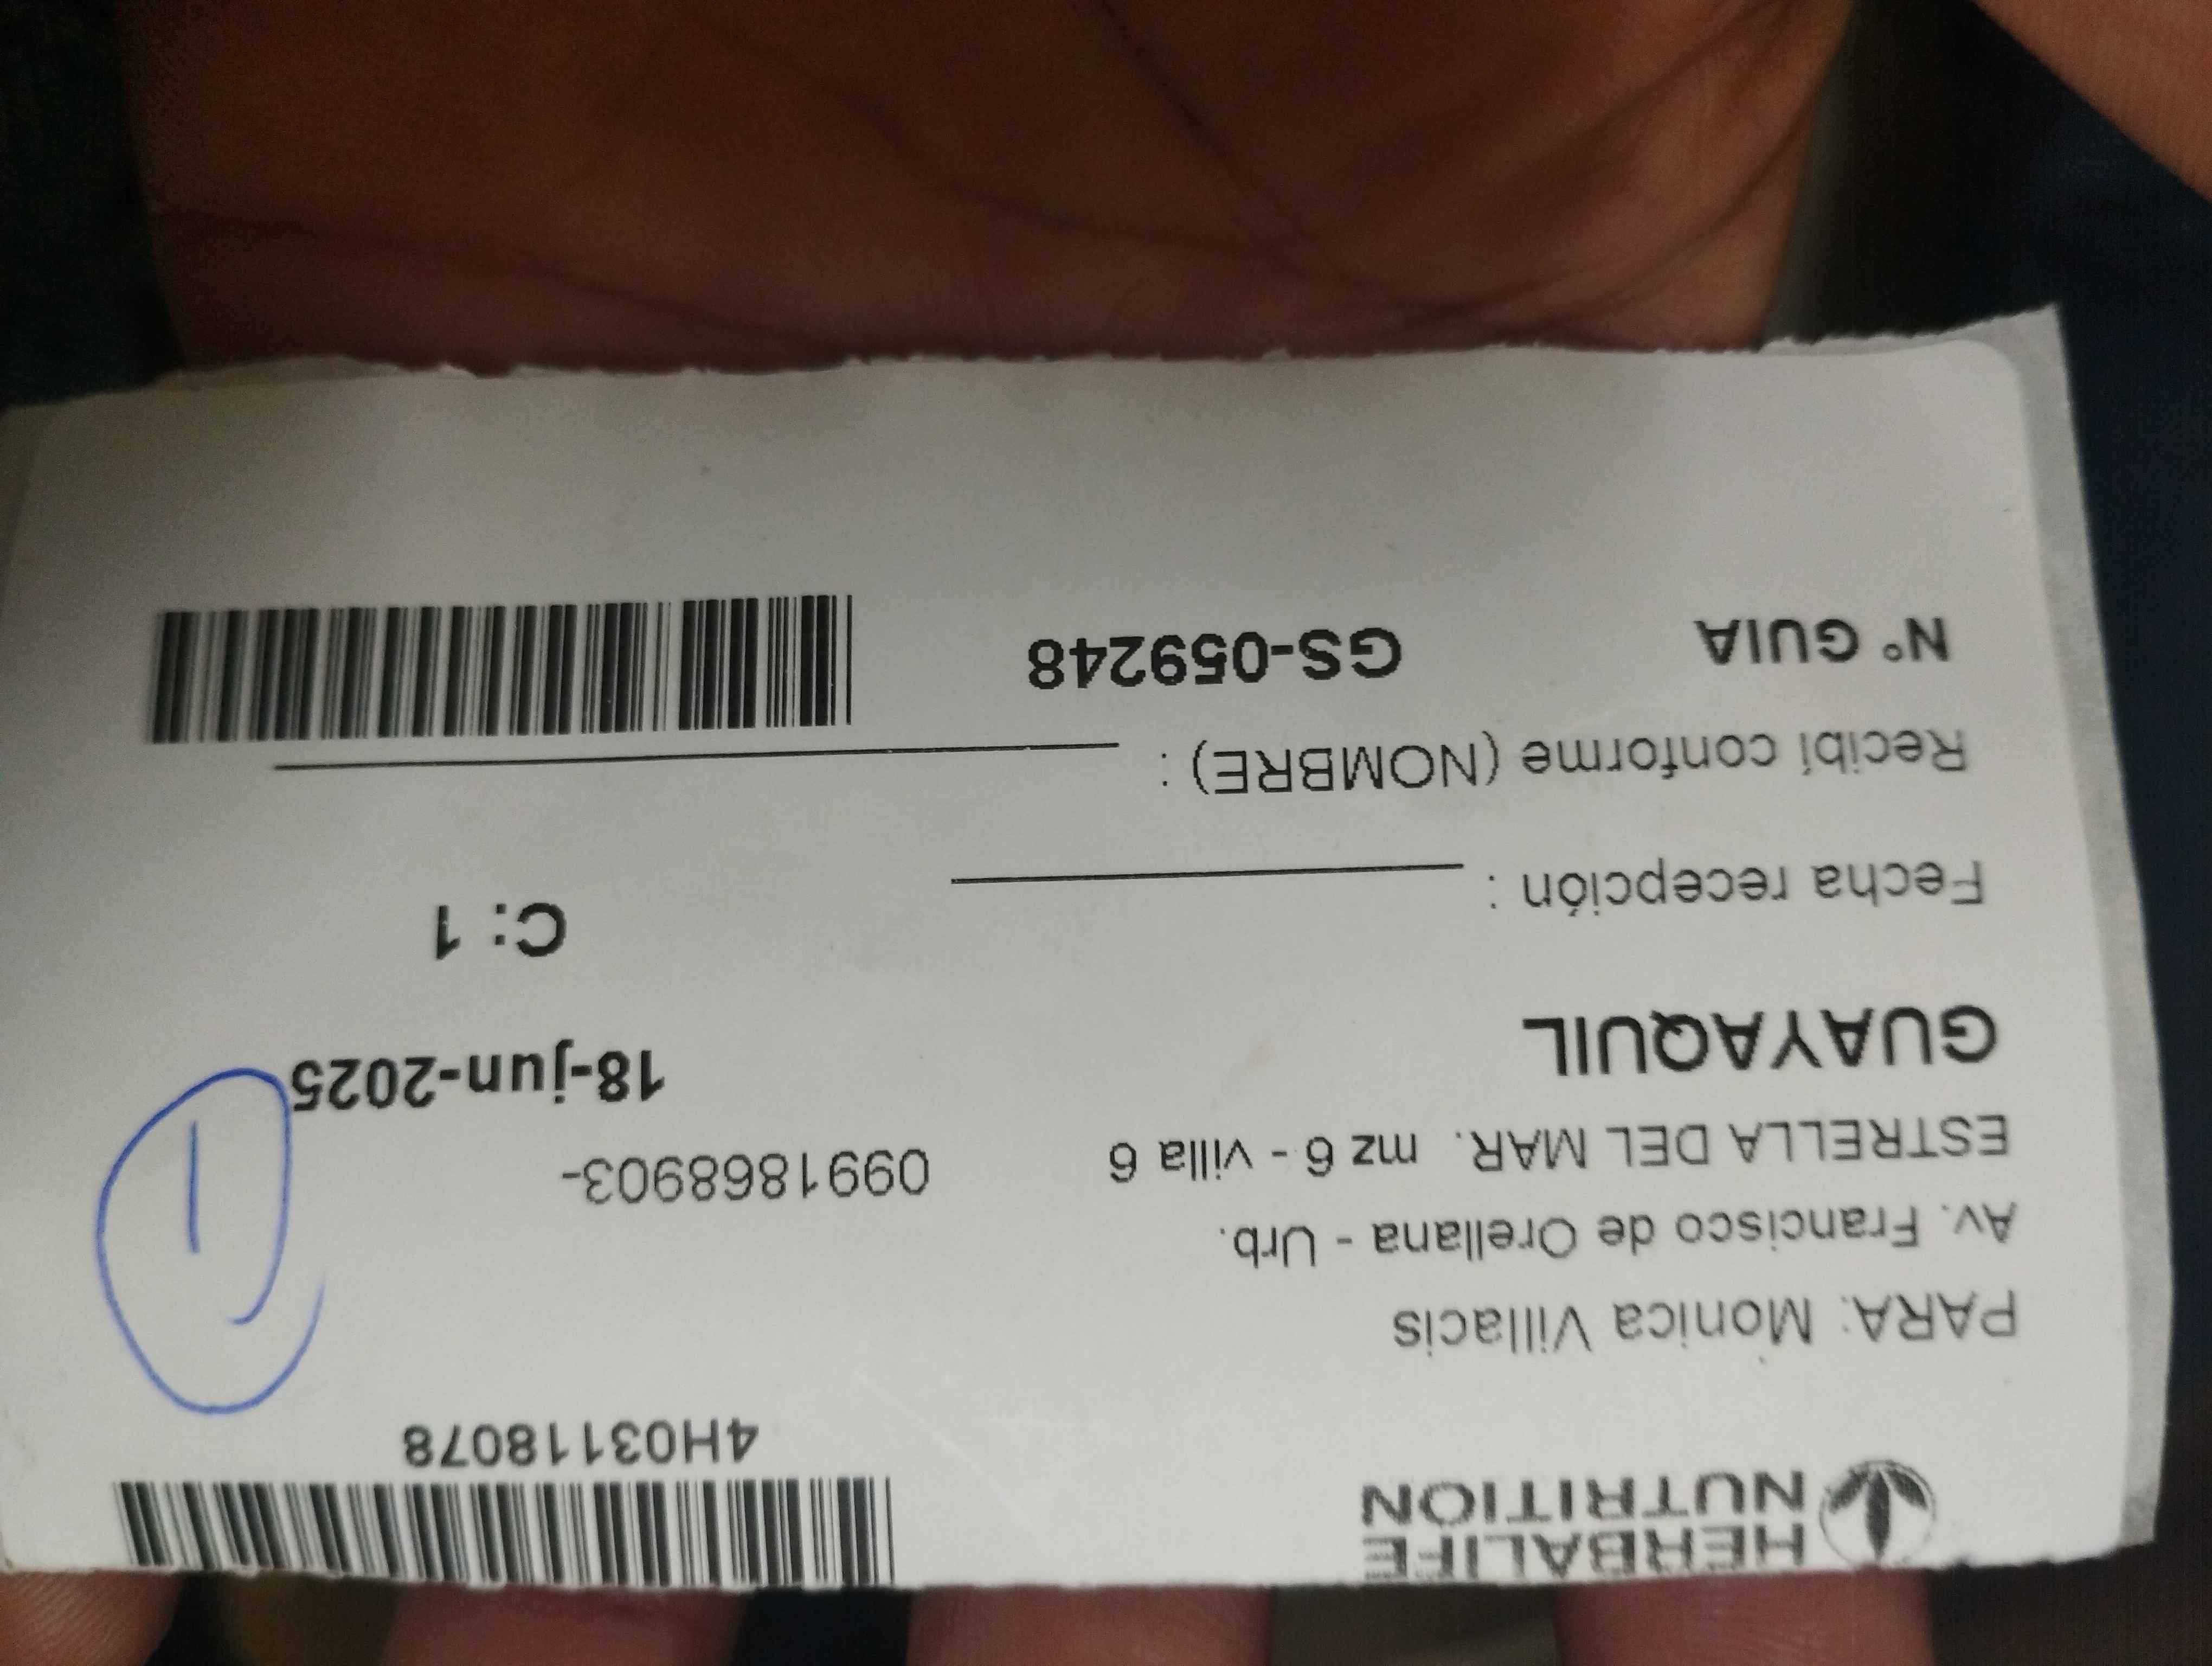 HERBALIFE
NUTRITION
4H03118078
PARA: Monica Villacis
Av. Francisco de Orellana - Urb.
ESTRELLA DEL MAR. mz 6 - villa 6
0991868903-
GUAYAQUIL
18-jun-2025
1
Fecha recepción :
C: 1
Recibí conforme (NOMBRE) :
N° GUIA
GS-059248